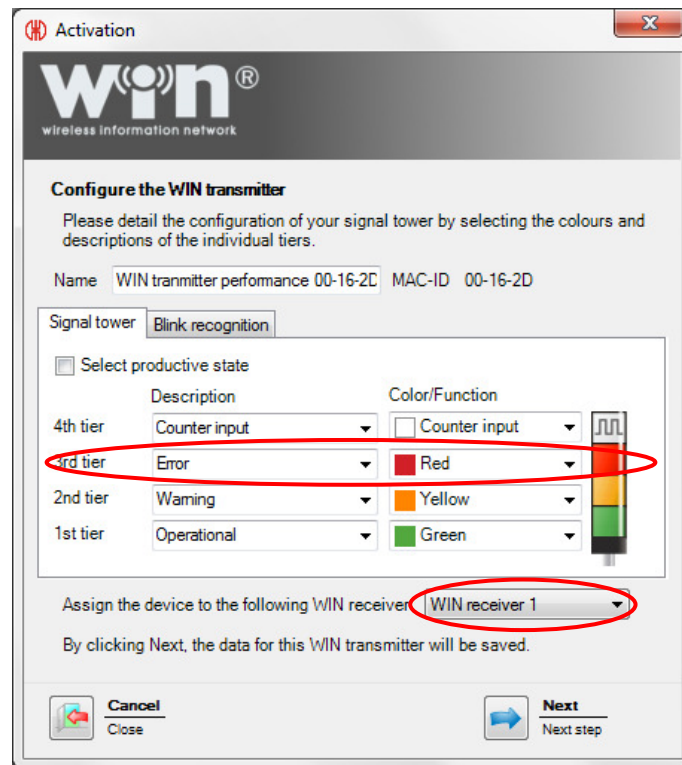 Activation
WIN®
wireless information network
Configure the WIN transmitter
Please detail the configuration of your signal tower by selecting the colours and
descriptions of the individual tiers.
Name WIN tranmitter performance 00-16-2D MAC-ID 00-16-2D
Signal tower Blink recognition
Select productive state
Description Color/Function
4th tier Counter input Counter input
3rd tier Error Red
2nd tier Warning Yellow
1st tier Operational Green
Assign the device to the following WIN receiver WIN receiver 1
By clicking Next, the data for this WIN transmitter will be saved.
Cancel Next
Close Next step